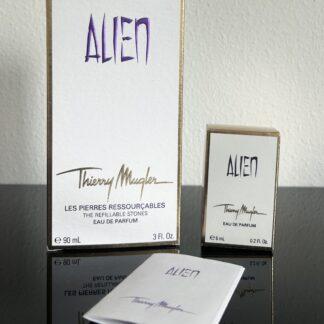 ALIEN
Thierry Mugler
LES PIERRES RESSOURÇABLES
THE REFILLABLE STONES
EAU DE PARFUM
℮ 90 mL 3 Fl. Oz.
ALIEN
Thierry Mugler
EAU DE PARFUM
℮ 6 mL 0.2 Fl. Oz.
ALIEN
Thierry Mugler